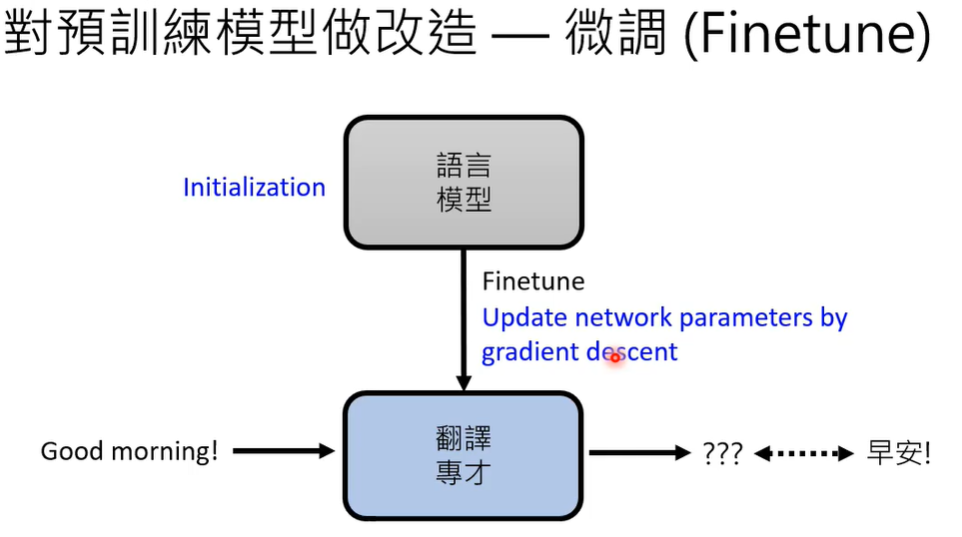 對預訓練模型做改造 — 微調 (Finetune)
Initialization
語言
模型
Finetune
Update network parameters by
gradient descent
Good morning!
翻譯
專才
???
早安!